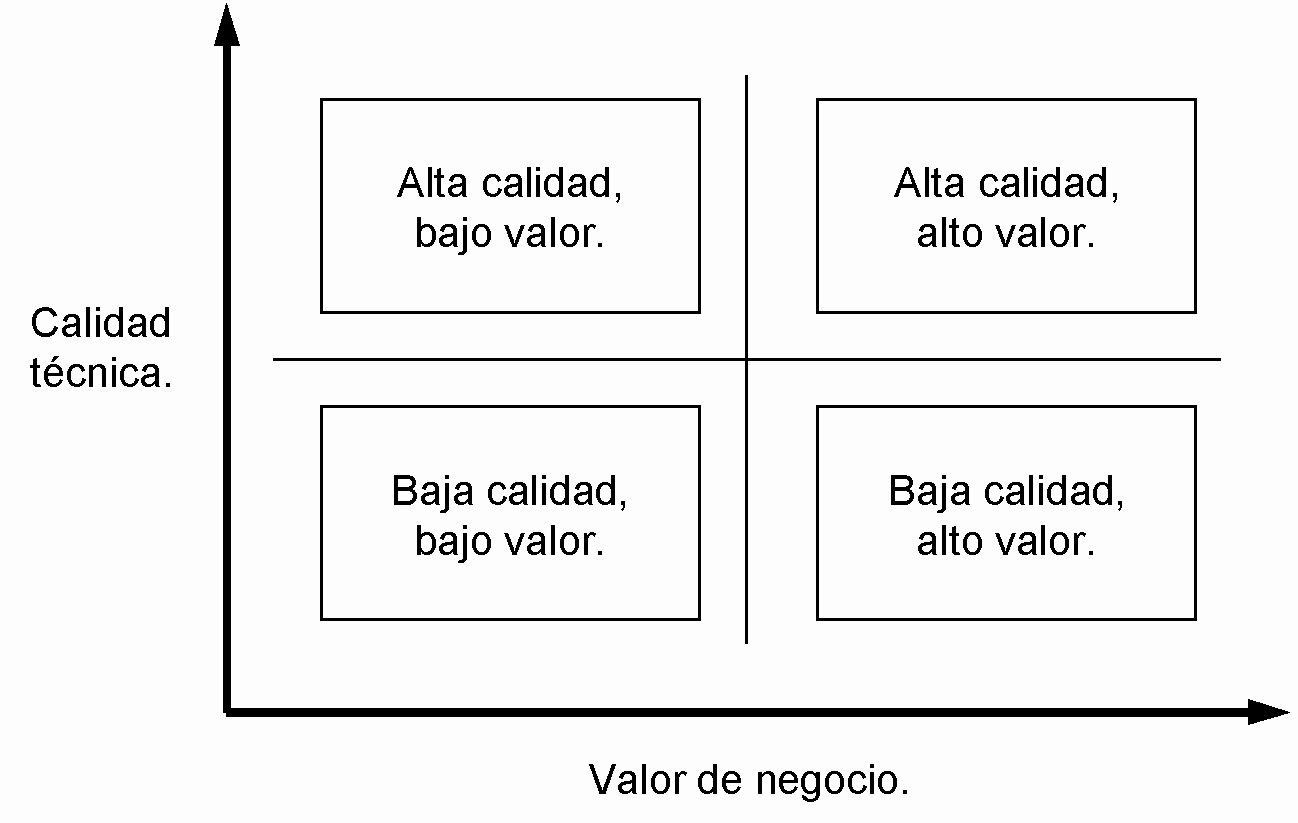 Alta calidad,
bajo valor.
Alta calidad,
alto valor.
Calidad
técnica.
Baja calidad,
bajo valor.
Baja calidad,
alto valor.
Valor de negocio.